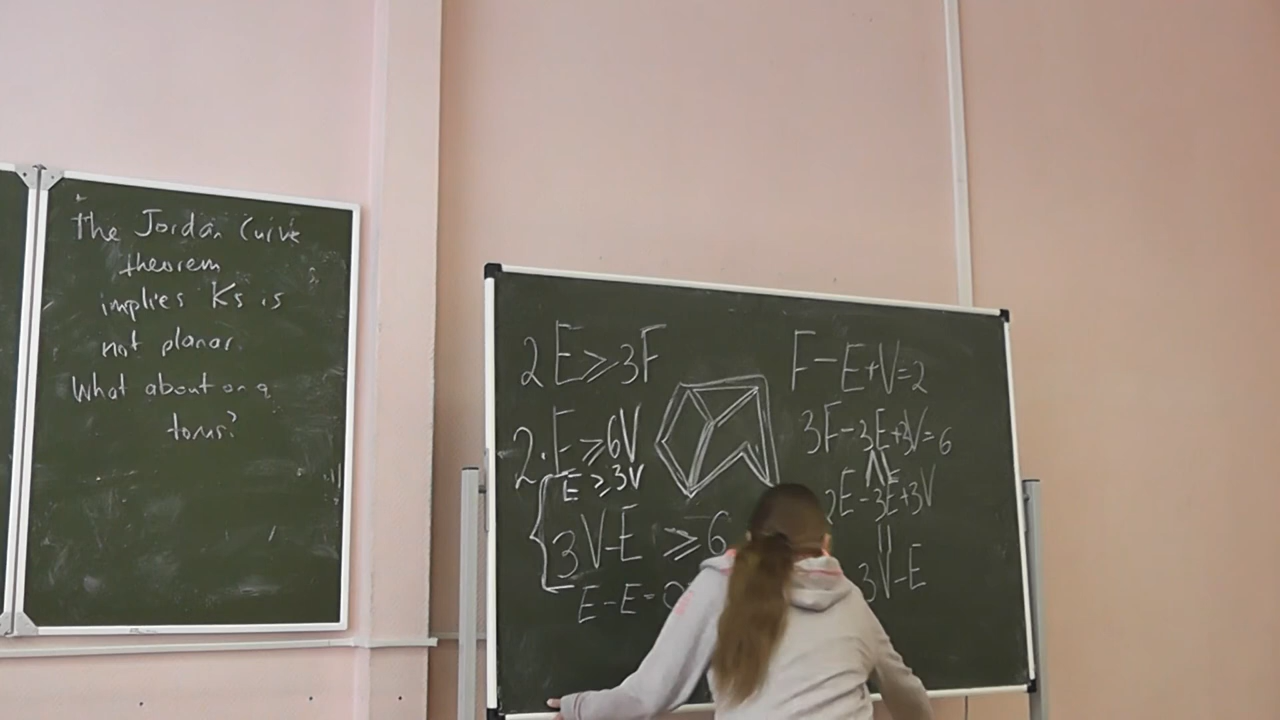 The Jordan Curve
theorem
implies K5 is
not planar.
What about on a
torus?
2E≥3F
2·E≥6V
E≥3V
3V-E≥6
E-E=0
F-E+V=2
3F-3E+3V=6
2E-3E+3V
3V-E